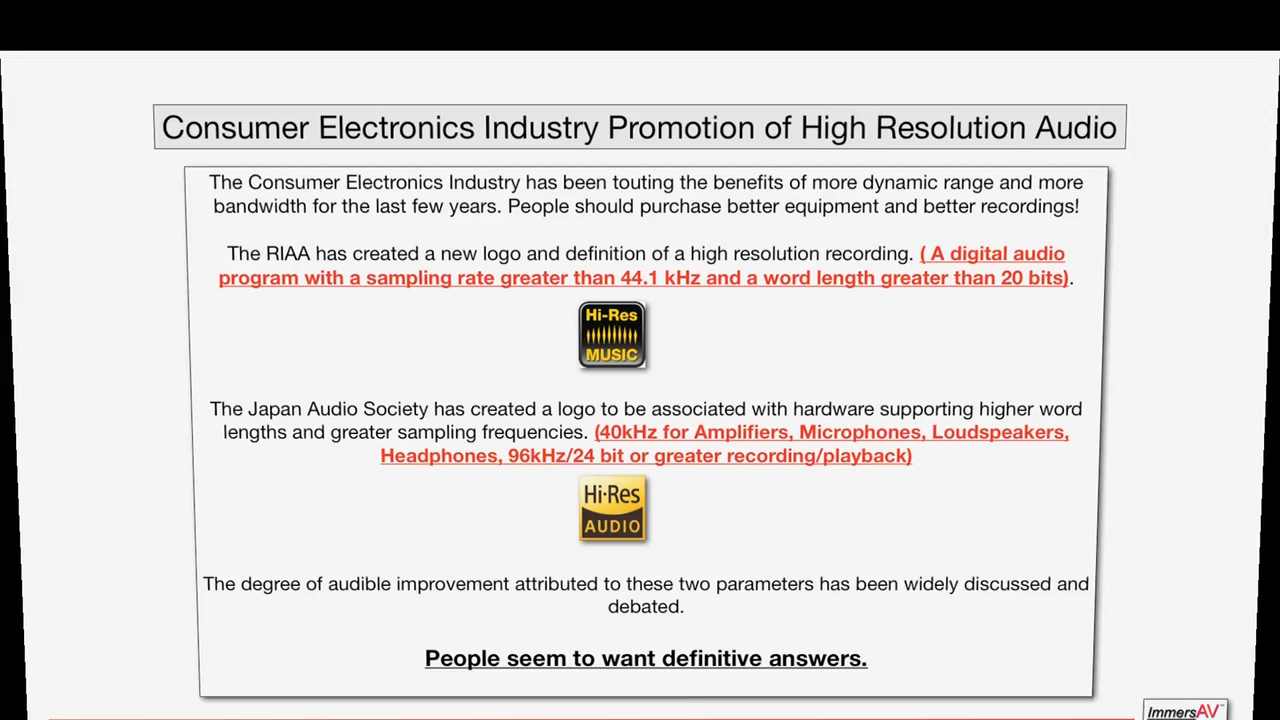 Consumer Electronics Industry Promotion of High Resolution Audio
The Consumer Electronics Industry has been touting the benefits of more dynamic range and more
bandwidth for the last few years. People should purchase better equipment and better recordings!
The RIAA has created a new logo and definition of a high resolution recording. ( A digital audio
program with a sampling rate greater than 44.1 kHz and a word length greater than 20 bits).
Hi-Res
MUSIC
The Japan Audio Society has created a logo to be associated with hardware supporting higher word
lengths and greater sampling frequencies. (40kHz for Amplifiers, Microphones, Loudspeakers,
Headphones, 96kHz/24 bit or greater recording/playback)
Hi·Res
AUDIO
The degree of audible improvement attributed to these two parameters has been widely discussed and
debated.
People seem to want definitive answers.
ImmersAV™